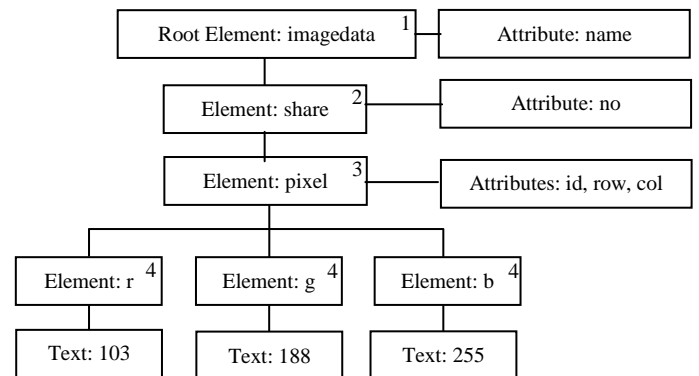 Root Element: imagedata
1
Attribute: name
Element: share
2
Attribute: no
Element: pixel
3
Attributes: id, row, col
Element: r
4
Element: g
4
Element: b
4
Text: 103
Text: 188
Text: 255